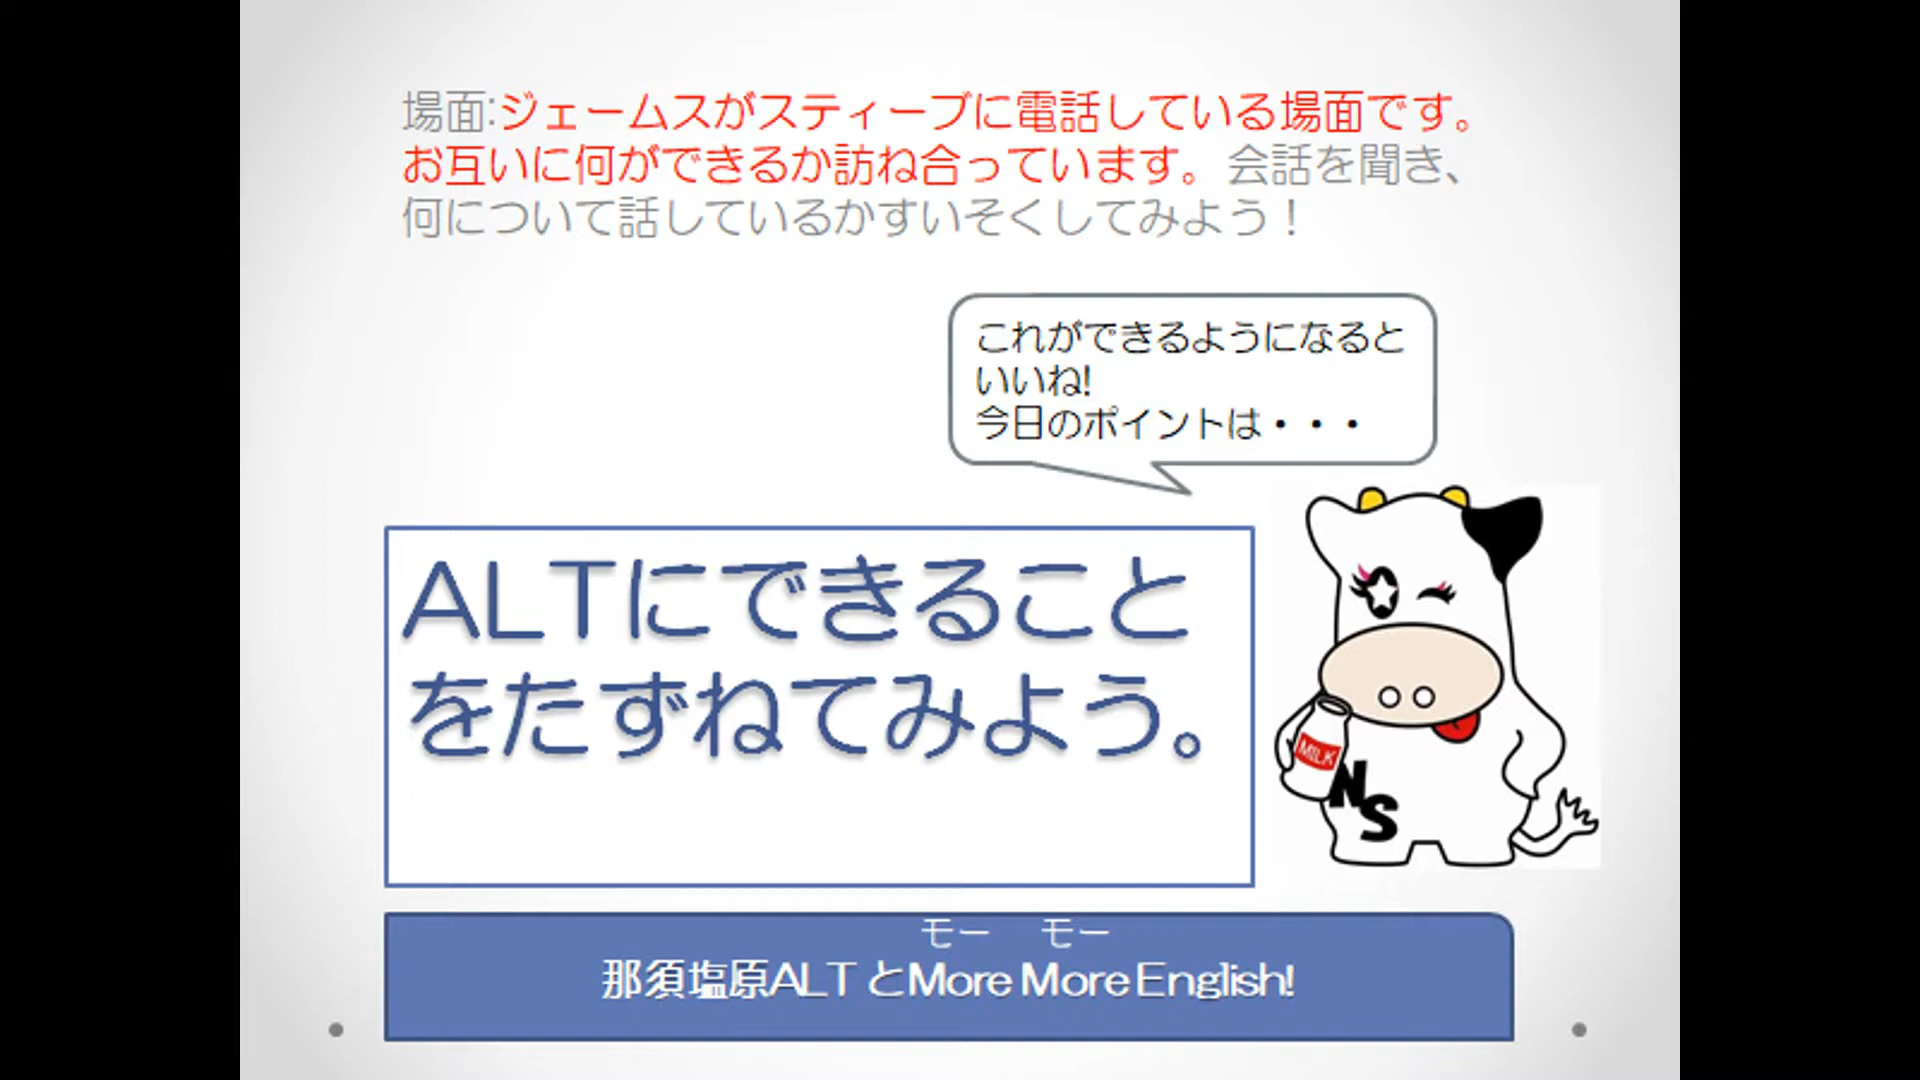 場面:ジェームスがスティーブに電話している場面です。
お互いに何ができるか訪ね合っています。会話を聞き、
何について話しているかすいそくしてみよう！
これができるようになると
いいね!
今日のポイントは・・・
ALTにできること
をたずねてみよう。
MILK
NS
モー モー
那須塩原ALT とMore More English!